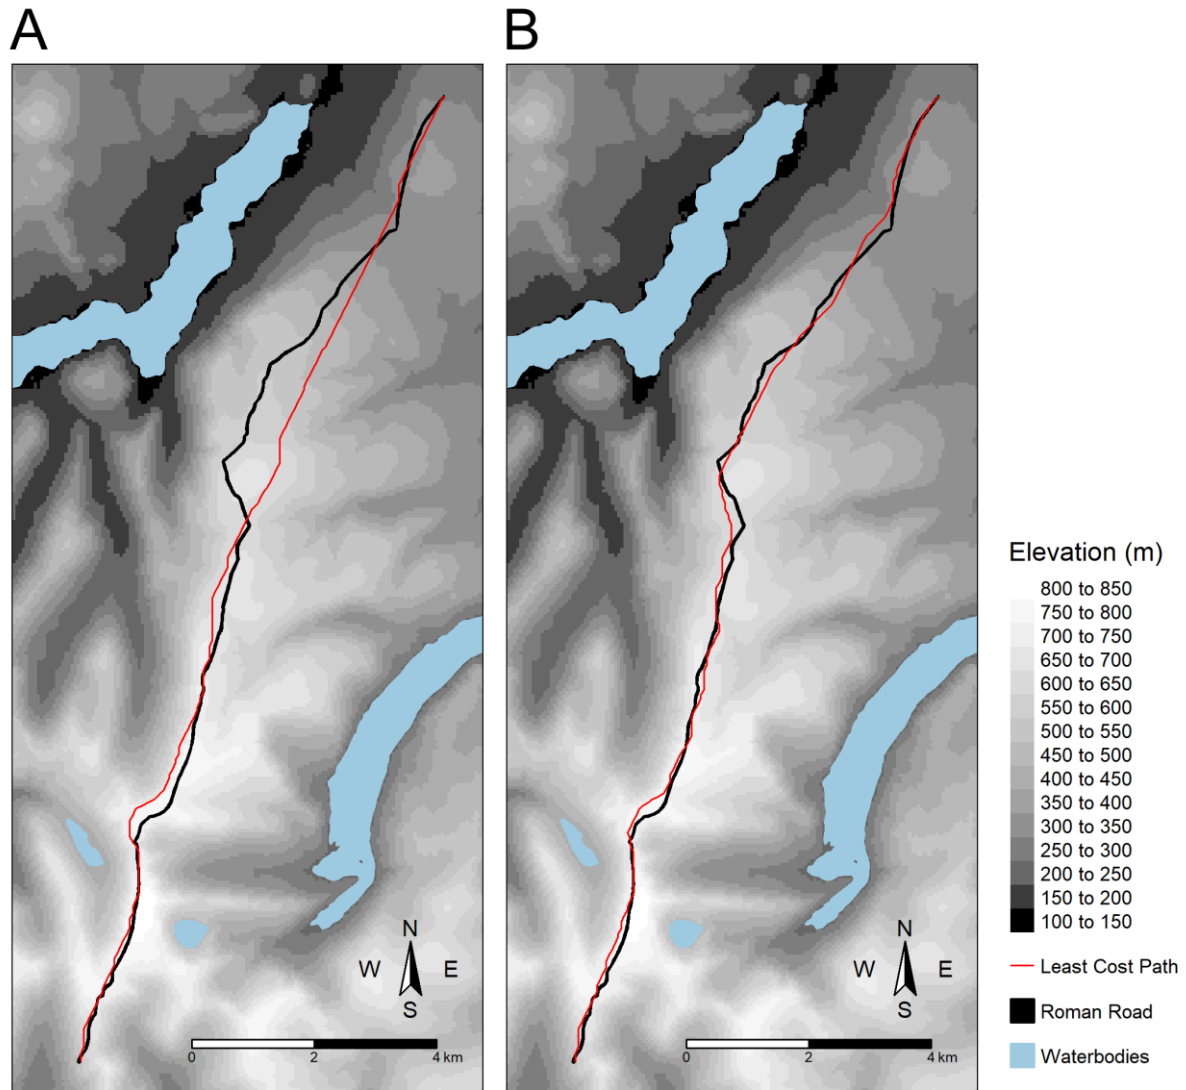 A
B
N
W E
S
0 2 4 km
N
W E
S
0 2 4 km
Elevation (m)
800 to 850
750 to 800
700 to 750
650 to 700
600 to 650
550 to 600
500 to 550
450 to 500
400 to 450
350 to 400
300 to 350
250 to 300
200 to 250
150 to 200
100 to 150
Least Cost Path
Roman Road
Waterbodies